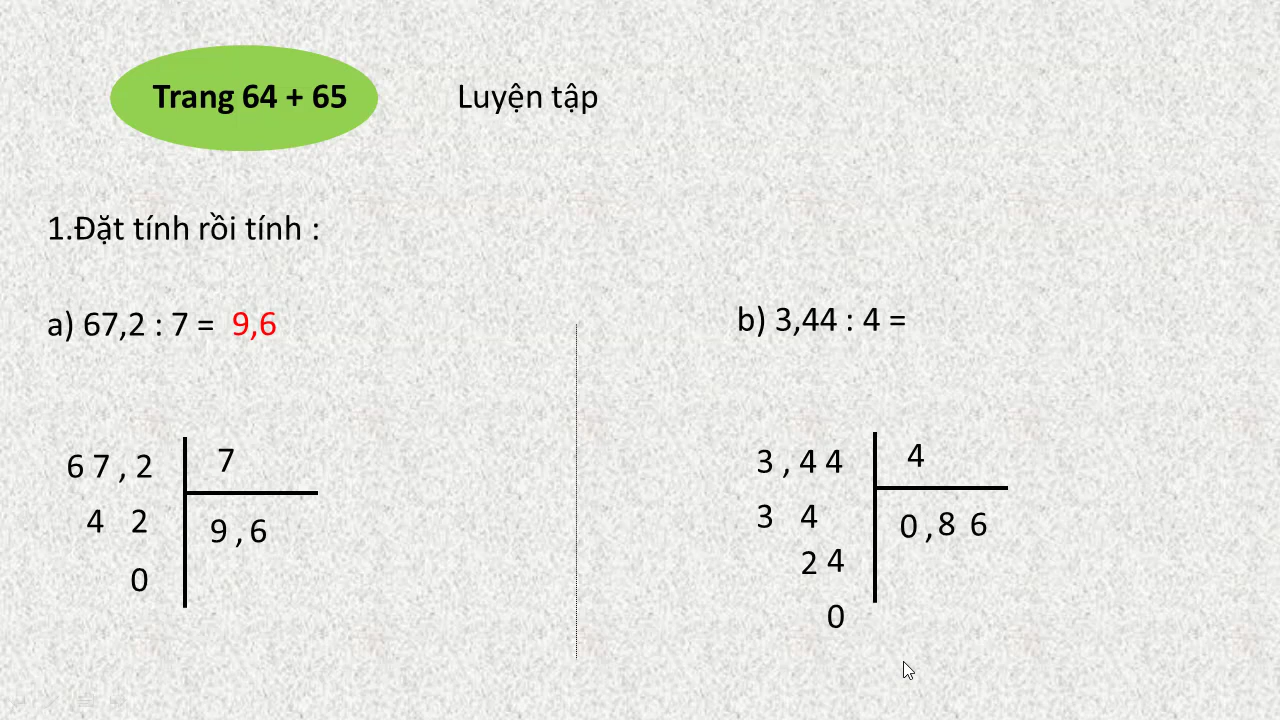 Trang 64 + 65
Luyện tập
1.Đặt tính rồi tính :
a) 67,2 : 7 = 9,6
6 7 , 2 7
4 2 9 , 6
0
b) 3,44 : 4 =
3 , 4 4 4
3 4 0 , 8 6
2 4
0